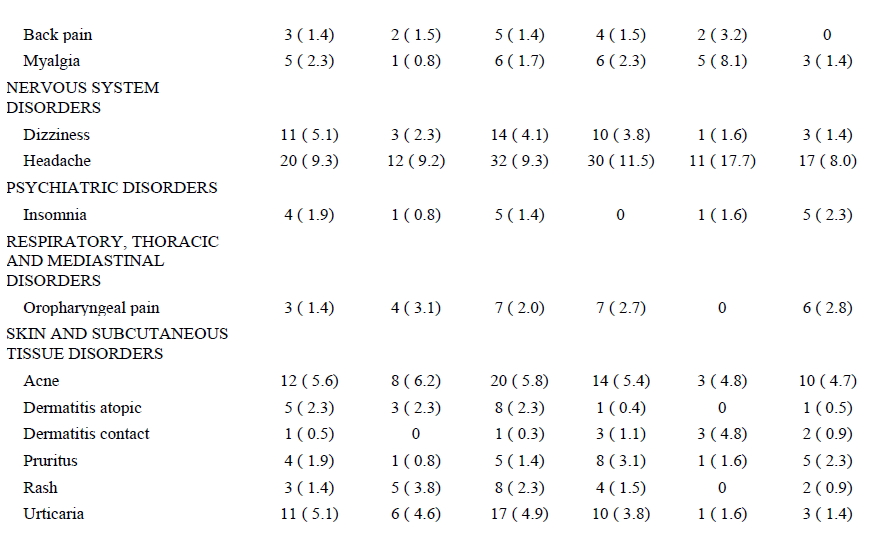 Back pain 3 ( 1.4) 2 ( 1.5) 5 ( 1.4) 4 ( 1.5) 2 ( 3.2) 0
Myalgia 5 ( 2.3) 1 ( 0.8) 6 ( 1.7) 6 ( 2.3) 5 ( 8.1) 3 ( 1.4)
NERVOUS SYSTEM
DISORDERS
Dizziness 11 ( 5.1) 3 ( 2.3) 14 ( 4.1) 10 ( 3.8) 1 ( 1.6) 3 ( 1.4)
Headache 20 ( 9.3) 12 ( 9.2) 32 ( 9.3) 30 ( 11.5) 11 ( 17.7) 17 ( 8.0)
PSYCHIATRIC DISORDERS
Insomnia 4 ( 1.9) 1 ( 0.8) 5 ( 1.4) 0 1 ( 1.6) 5 ( 2.3)
RESPIRATORY, THORACIC
AND MEDIASTINAL
DISORDERS
Oropharyngeal pain 3 ( 1.4) 4 ( 3.1) 7 ( 2.0) 7 ( 2.7) 0 6 ( 2.8)
SKIN AND SUBCUTANEOUS
TISSUE DISORDERS
Acne 12 ( 5.6) 8 ( 6.2) 20 ( 5.8) 14 ( 5.4) 3 ( 4.8) 10 ( 4.7)
Dermatitis atopic 5 ( 2.3) 3 ( 2.3) 8 ( 2.3) 1 ( 0.4) 0 1 ( 0.5)
Dermatitis contact 1 ( 0.5) 0 1 ( 0.3) 3 ( 1.1) 3 ( 4.8) 2 ( 0.9)
Pruritus 4 ( 1.9) 1 ( 0.8) 5 ( 1.4) 8 ( 3.1) 1 ( 1.6) 5 ( 2.3)
Rash 3 ( 1.4) 5 ( 3.8) 8 ( 2.3) 4 ( 1.5) 0 2 ( 0.9)
Urticaria 11 ( 5.1) 6 ( 4.6) 17 ( 4.9) 10 ( 3.8) 1 ( 1.6) 3 ( 1.4)